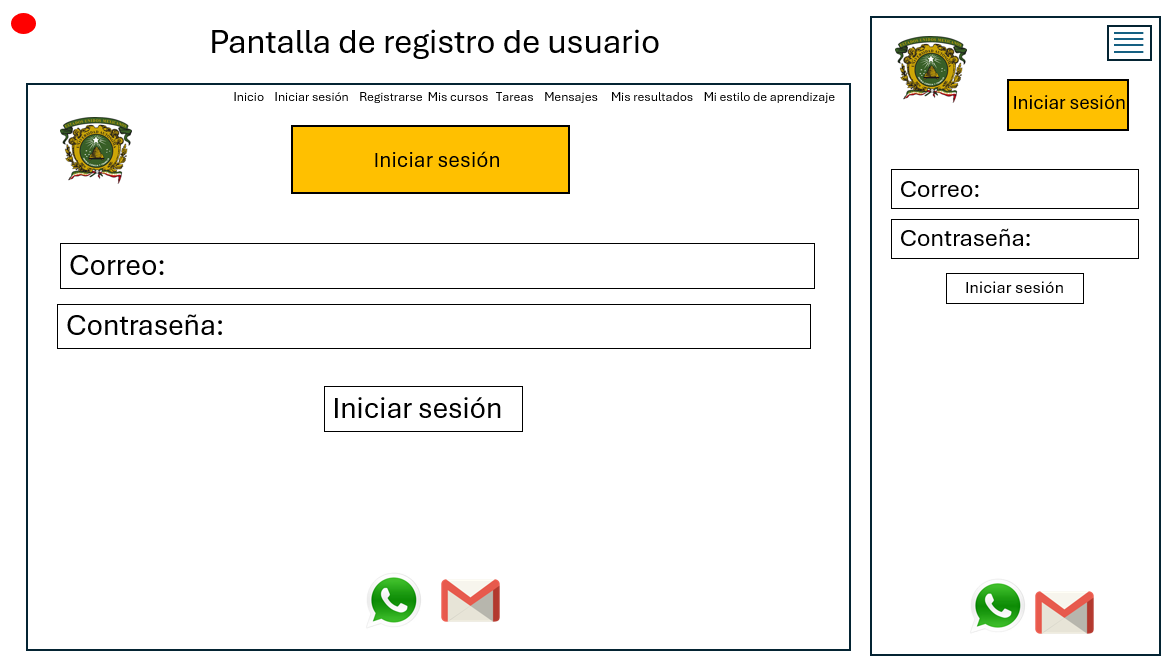 Pantalla de registro de usuario
Inicio Iniciar sesión Registrarse Mis cursos Tareas Mensajes Mis resultados Mi estilo de aprendizaje
Iniciar sesión
Correo:
Contraseña:
Iniciar sesión
Iniciar sesión
Correo:
Contraseña:
Iniciar sesión